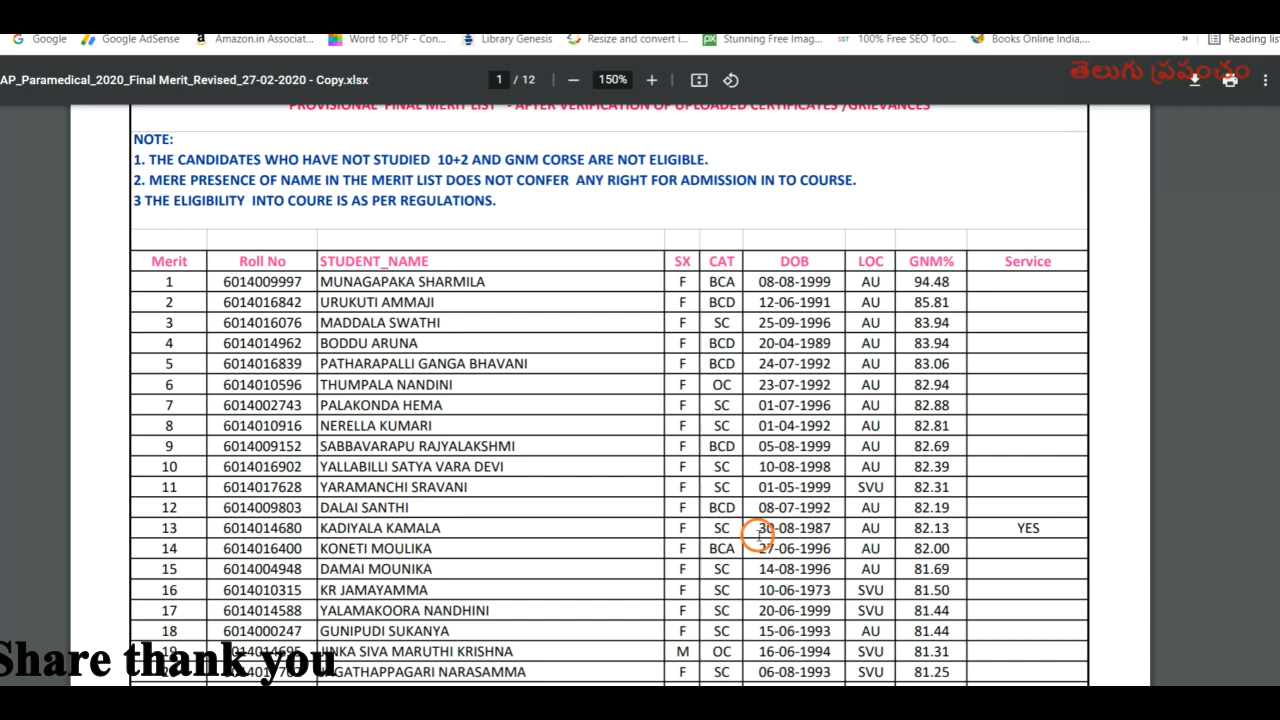 Google Google AdSense Amazon.in Associat... Word to PDF - Con... Library Genesis Resize and convert i... Stunning Free Imag... SST 100% Free SEO Too... Books Online India,... » Reading list
AP_Paramedical_2020_Final Merit_Revised_27-02-2020 - Copy.xlsx 1 / 12 — 150% +
తెలుగు ప్రపంచం
PROVISIONAL FINAL MERIT LIST - AFTER VERIFICATION OF UPLOADED CERTIFICATES /GRIEVANCES
NOTE:
1. THE CANDIDATES WHO HAVE NOT STUDIED 10+2 AND GNM CORSE ARE NOT ELIGIBLE.
2. MERE PRESENCE OF NAME IN THE MERIT LIST DOES NOT CONFER ANY RIGHT FOR ADMISSION IN TO COURSE.
3 THE ELIGIBILITY INTO COURE IS AS PER REGULATIONS.
Merit Roll No STUDENT_NAME SX CAT DOB LOC GNM% Service
1 6014009997 MUNAGAPAKA SHARMILA F BCA 08-08-1999 AU 94.48
2 6014016842 URUKUTI AMMAJI F BCD 12-06-1991 AU 85.81
3 6014016076 MADDALA SWATHI F SC 25-09-1996 AU 83.94
4 6014014962 BODDU ARUNA F BCD 20-04-1989 AU 83.94
5 6014016839 PATHARAPALLI GANGA BHAVANI F BCD 24-07-1992 AU 83.06
6 6014010596 THUMPALA NANDINI F OC 23-07-1992 AU 82.94
7 6014002743 PALAKONDA HEMA F SC 01-07-1996 AU 82.88
8 6014010916 NERELLA KUMARI F SC 01-04-1992 AU 82.81
9 6014009152 SABBAVARAPU RAJYALAKSHMI F BCD 05-08-1999 AU 82.69
10 6014016902 YALLABILLI SATYA VARA DEVI F SC 10-08-1998 AU 82.39
11 6014017628 YARAMANCHI SRAVANI F SC 01-05-1999 SVU 82.31
12 6014009803 DALAI SANTHI F BCD 08-07-1992 AU 82.19
13 6014014680 KADIYALA KAMALA F SC 30-08-1987 AU 82.13 YES
14 6014016400 KONETI MOULIKA F BCA 27-06-1996 AU 82.00
15 6014004948 DAMAI MOUNIKA F SC 14-08-1996 AU 81.69
16 6014010315 KR JAMAYAMMA F SC 10-06-1973 SVU 81.50
17 6014014588 YALAMAKOORA NANDHINI F SC 20-06-1999 SVU 81.44
18 6014000247 GUNIPUDI SUKANYA F SC 15-06-1993 AU 81.44
19 6014014695 JINKA SIVA MARUTHI KRISHNA M OC 16-06-1994 SVU 81.31
JAGATHAPPAGARI NARASAMMA F SC 06-08-1993 SVU 81.25
Share thank you